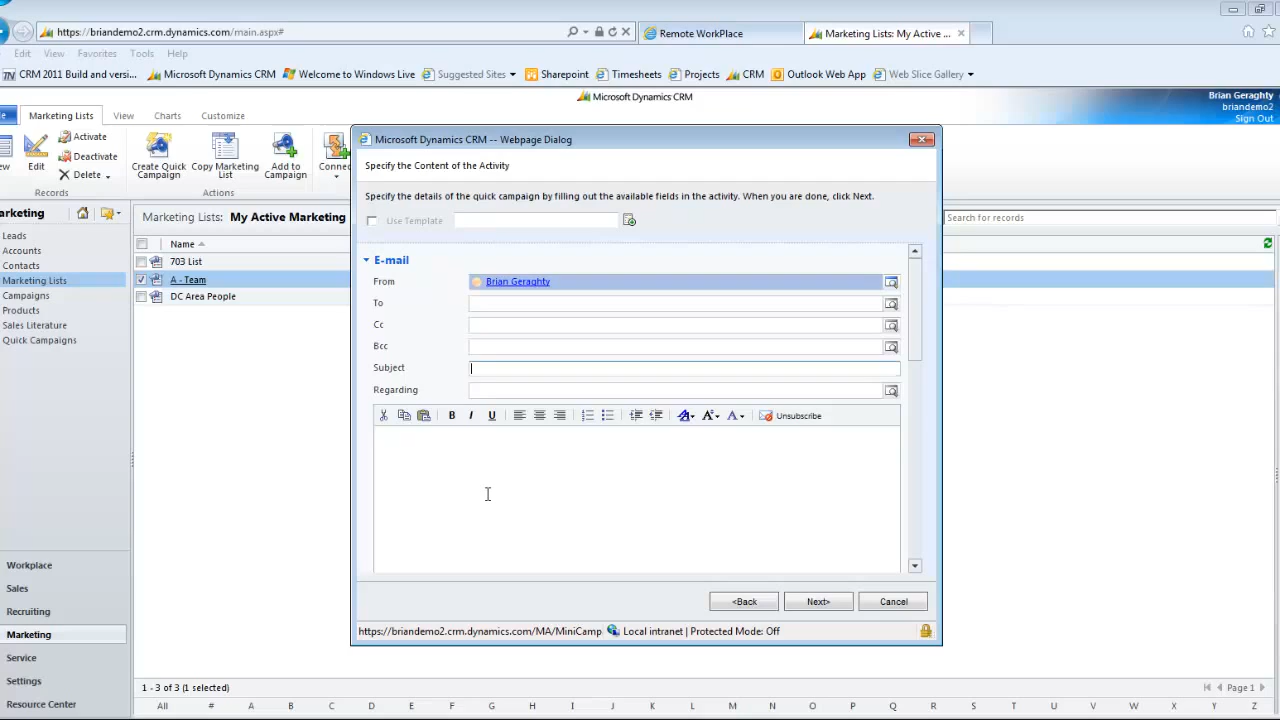 https://briandemo2.crm.dynamics.com/main.aspx#
Remote WorkPlace
Marketing Lists: My Active ...
Edit View Favorites Tools Help
CRM 2011 Build and versi... Microsoft Dynamics CRM Welcome to Windows Live Suggested Sites Sharepoint Timesheets Projects CRM Outlook Web App Web Slice Gallery
Microsoft Dynamics CRM
Brian Geraghty
briandemo2
Sign Out
Marketing Lists View Charts Customize
Edit
Activate
Deactivate
Delete
Records
Create Quick Campaign
Copy Marketing List
Add to Campaign
Connec
Actions
arketing
Marketing Lists: My Active Marketing
Search for records
Leads
Accounts
Contacts
Marketing Lists
Campaigns
Products
Sales Literature
Quick Campaigns
Name
703 List
A - Team
DC Area People
Microsoft Dynamics CRM -- Webpage Dialog
Specify the Content of the Activity
Specify the details of the quick campaign by filling out the available fields in the activity. When you are done, click Next.
Use Template
E-mail
From Brian Geraghty
To
Cc
Bcc
Subject
Regarding
B I U A A A Unsubscribe
<Back Next> Cancel
https://briandemo2.crm.dynamics.com/MA/MiniCamp Local intranet | Protected Mode: Off
Workplace
Sales
Recruiting
Marketing
Service
Settings
Resource Center
1 - 3 of 3 (1 selected)
Page 1
All # A B C D E F G H I J K L M N O P Q R S T U V W X Y Z